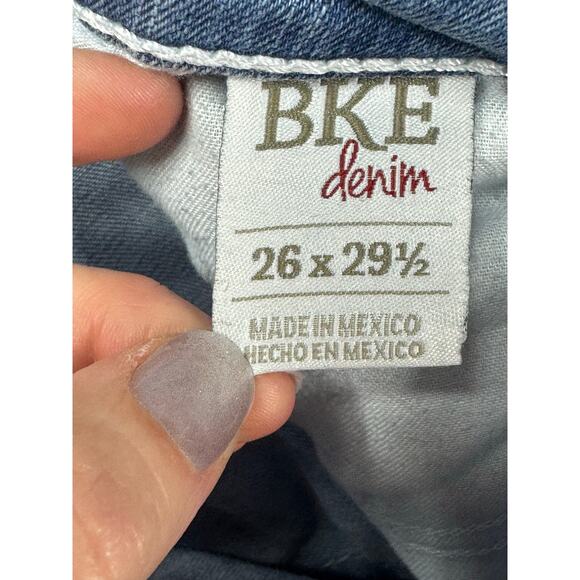 BKE
denim
26 x 29½
MADE IN MEXICO
HECHO EN MEXICO